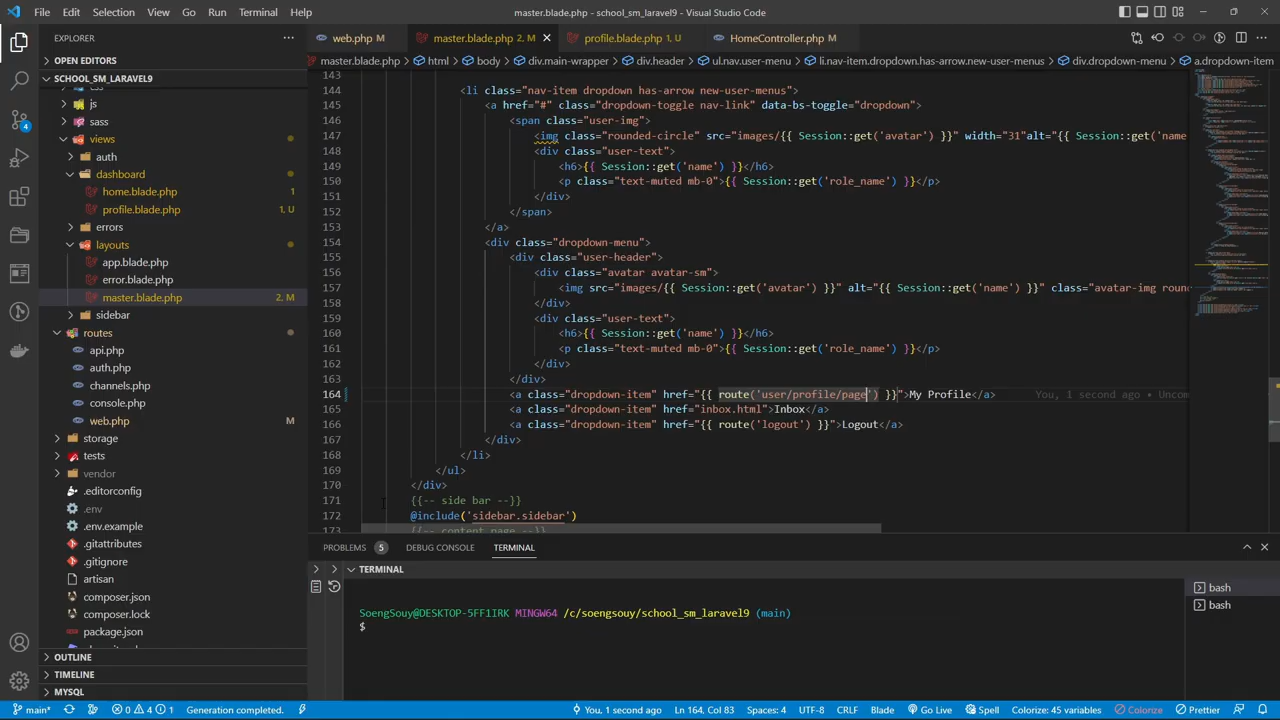 File Edit Selection View Go Run Terminal Help
master.blade.php - school_sm_laravel9 - Visual Studio Code
EXPLORER
web.php M
master.blade.php 2, M
profile.blade.php 1, U
HomeController.php M
OPEN EDITORS
master.blade.php > html > body > div.main-wrapper > div.header > ul.nav.user-menu > li.nav-item.dropdown.has-arrow.new-user-menus > div.dropdown-menu > a.dropdown-item
SCHOOL_SM_LARAVEL9
js
sass
views
auth
dashboard
home.blade.php 1
profile.blade.php 1, U
errors
layouts
app.blade.php
error.blade.php
master.blade.php 2, M
sidebar
routes
api.php
auth.php
channels.php
console.php
web.php
storage
tests
vendor
.editorconfig
.env
.env.example
.gitattributes
.gitignore
artisan
composer.json
composer.lock
package.json
OUTLINE
TIMELINE
MYSQL
4
143
144 <li class="nav-item dropdown has-arrow new-user-menus">
145 <a href="#" class="dropdown-toggle nav-link" data-bs-toggle="dropdown">
146 <span class="user-img">
147 <img class="rounded-circle" src="images/{{ Session::get('avatar') }}" width="31"alt="{{ Session::get('name
148 <div class="user-text">
149 <h6>{{ Session::get('name') }}</h6>
150 <p class="text-muted mb-0">{{ Session::get('role_name') }}</p>
151 </div>
152 </span>
153 </a>
154 <div class="dropdown-menu">
155 <div class="user-header">
156 <div class="avatar avatar-sm">
157 <img src="images/{{ Session::get('avatar') }}" alt="{{ Session::get('name') }}" class="avatar-img roun
158 </div>
159 <div class="user-text">
160 <h6>{{ Session::get('name') }}</h6>
161 <p class="text-muted mb-0">{{ Session::get('role_name') }}</p>
162 </div>
163 </div>
164 <a class="dropdown-item" href="{{ route('user/profile/page') }}">My Profile</a> You, 1 second ago • Uncom
165 <a class="dropdown-item" href="inbox.html">Inbox</a>
166 <a class="dropdown-item" href="{{ route('logout') }}">Logout</a>
167 </div>
168 </li>
169 </ul>
170 </div>
171 {{-- side bar --}}
172 @include('sidebar.sidebar')
173 {{-- content page --}}
PROBLEMS 5 DEBUG CONSOLE TERMINAL
TERMINAL
bash
bash
SoengSouy@DESKTOP-5FF1IRK MINGW64 /c/soengsouy/school_sm_laravel9 (main)
$
main* 0 4 1 Generation completed. You, 1 second ago Ln 164, Col 83 Spaces: 4 UTF-8 CRLF Blade Go Live Spell Colorize: 45 variables Colorize Prettier